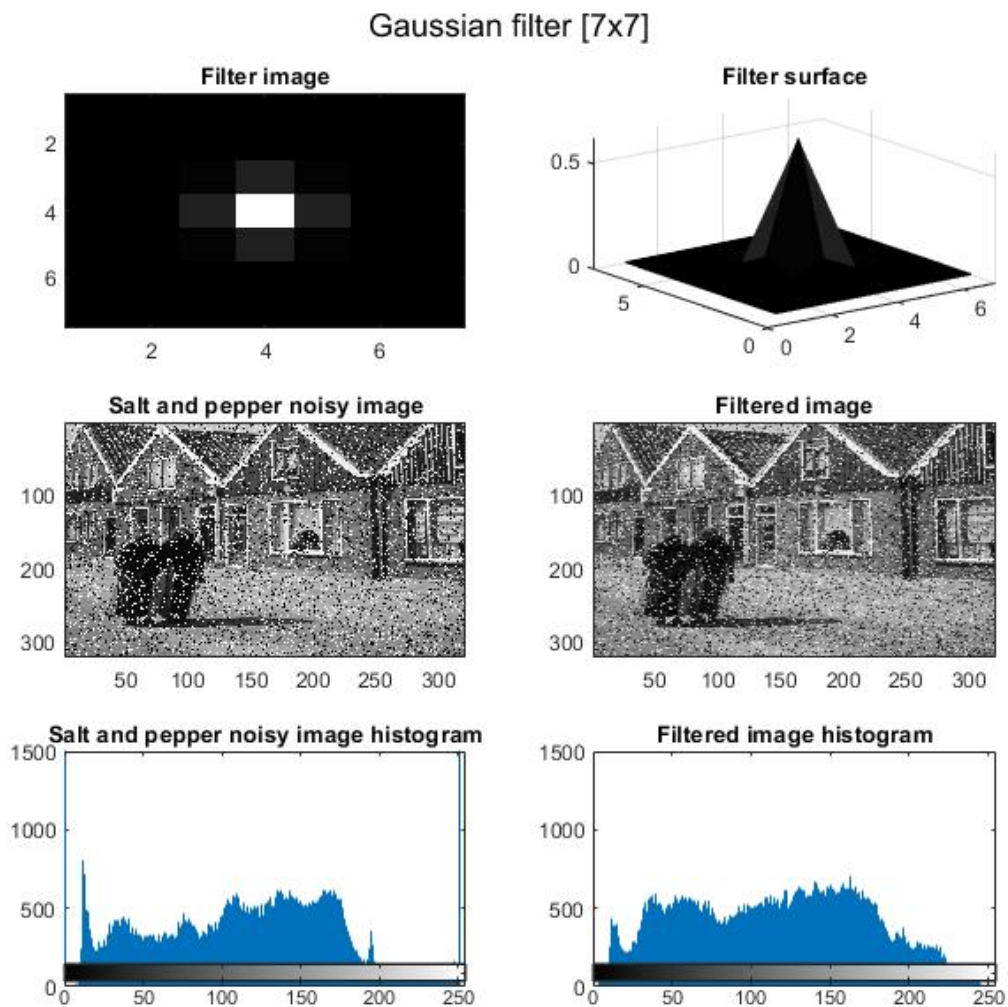 Gaussian filter [7x7]
Filter image
2
4
6
2 4 6
Filter surface
0.5
0
5
0
0 2 4 6
Salt and pepper noisy image
100
200
300
50 100 150 200 250 300
Filtered image
100
200
300
50 100 150 200 250 300
Salt and pepper noisy image histogram
1500
1000
500
0
0 50 100 150 200 250
Filtered image histogram
1500
1000
500
0
0 50 100 150 200 250